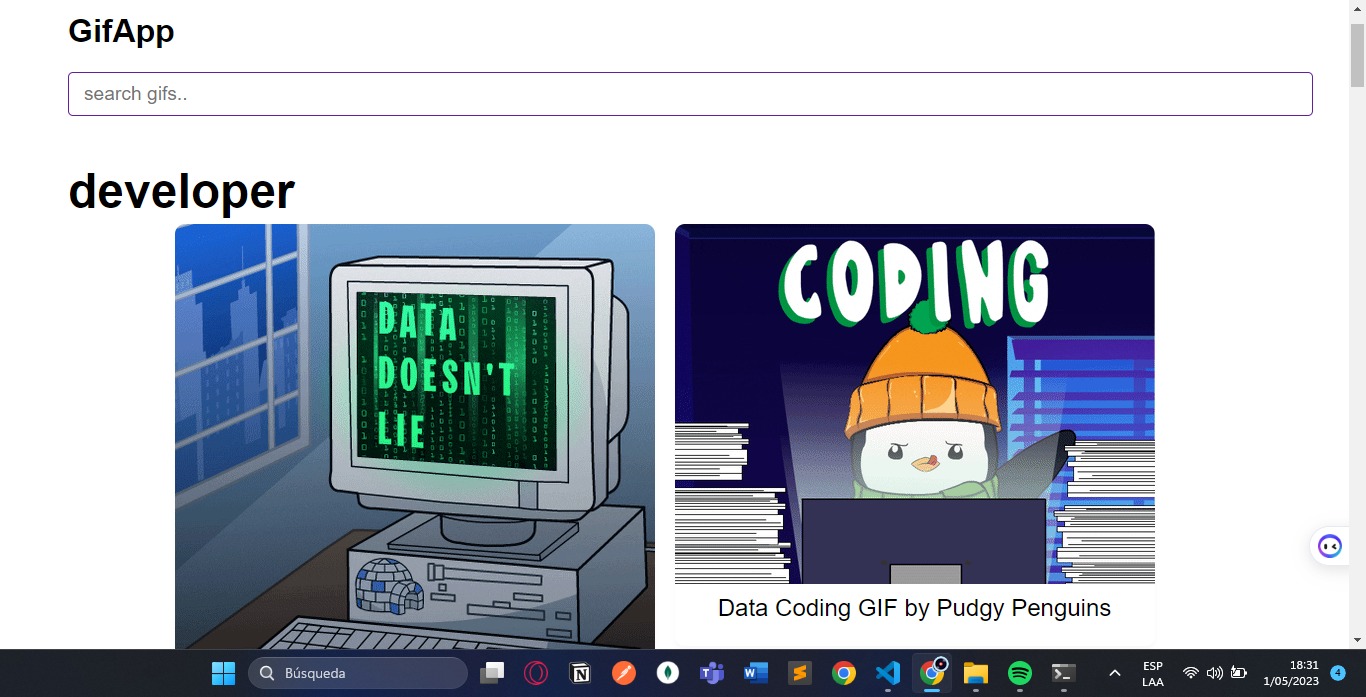 GifApp
search gifs..
developer
DATA
DOESN'T
LIE
CODING
Data Coding GIF by Pudgy Penguins
Búsqueda
ESP
LAA
18:31
1/05/2023
4